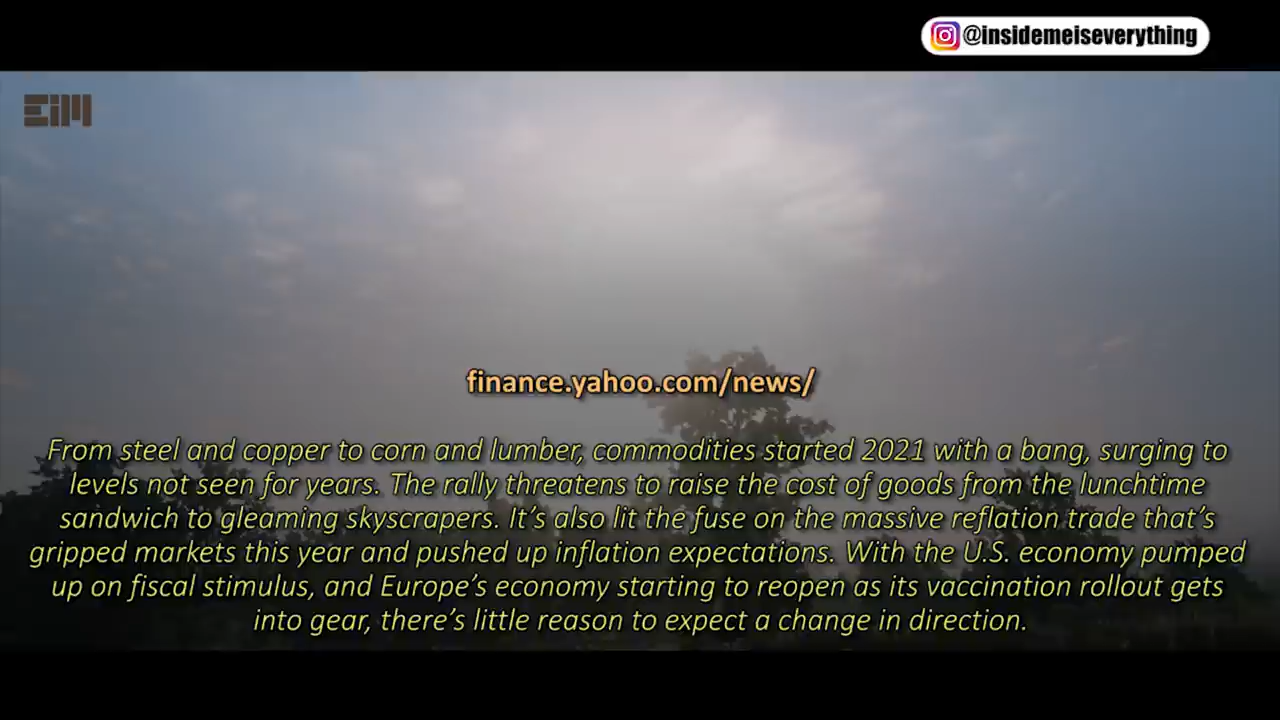 @insidemeiseverything
EiM
finance.yahoo.com/news/
From steel and copper to corn and lumber, commodities started 2021 with a bang, surging to
levels not seen for years. The rally threatens to raise the cost of goods from the lunchtime
sandwich to gleaming skyscrapers. It’s also lit the fuse on the massive reflation trade that’s
gripped markets this year and pushed up inflation expectations. With the U.S. economy pumped
up on fiscal stimulus, and Europe’s economy starting to reopen as its vaccination rollout gets
into gear, there’s little reason to expect a change in direction.